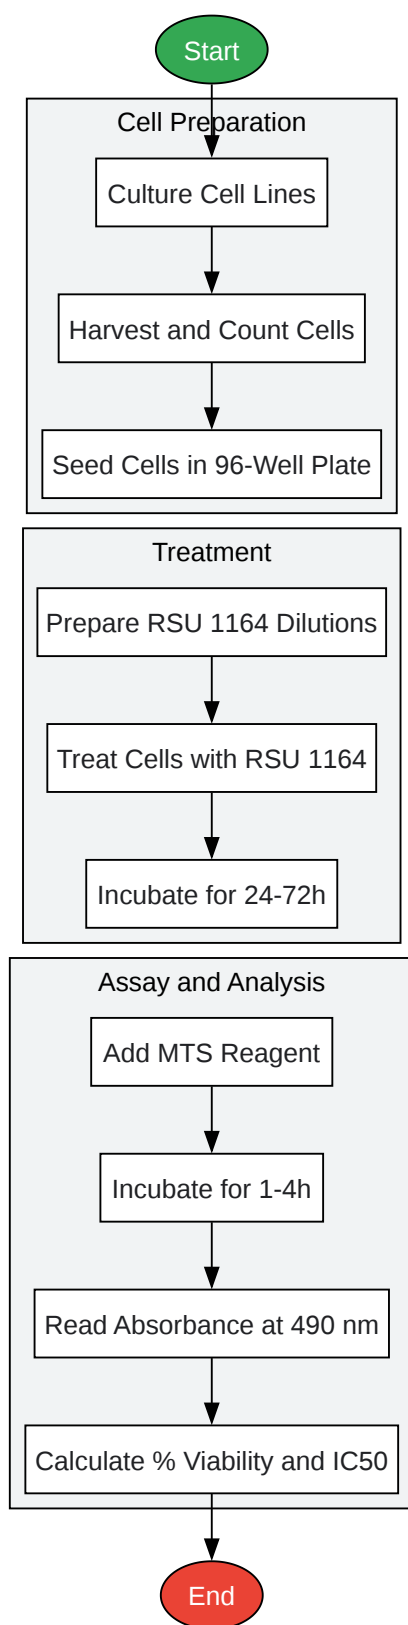 Start
Cell Preparation
Culture Cell Lines
Harvest and Count Cells
Seed Cells in 96-Well Plate
Treatment
Prepare RSU 1164 Dilutions
Treat Cells with RSU 1164
Incubate for 24-72h
Assay and Analysis
Add MTS Reagent
Incubate for 1-4h
Read Absorbance at 490 nm
Calculate % Viability and IC50
End